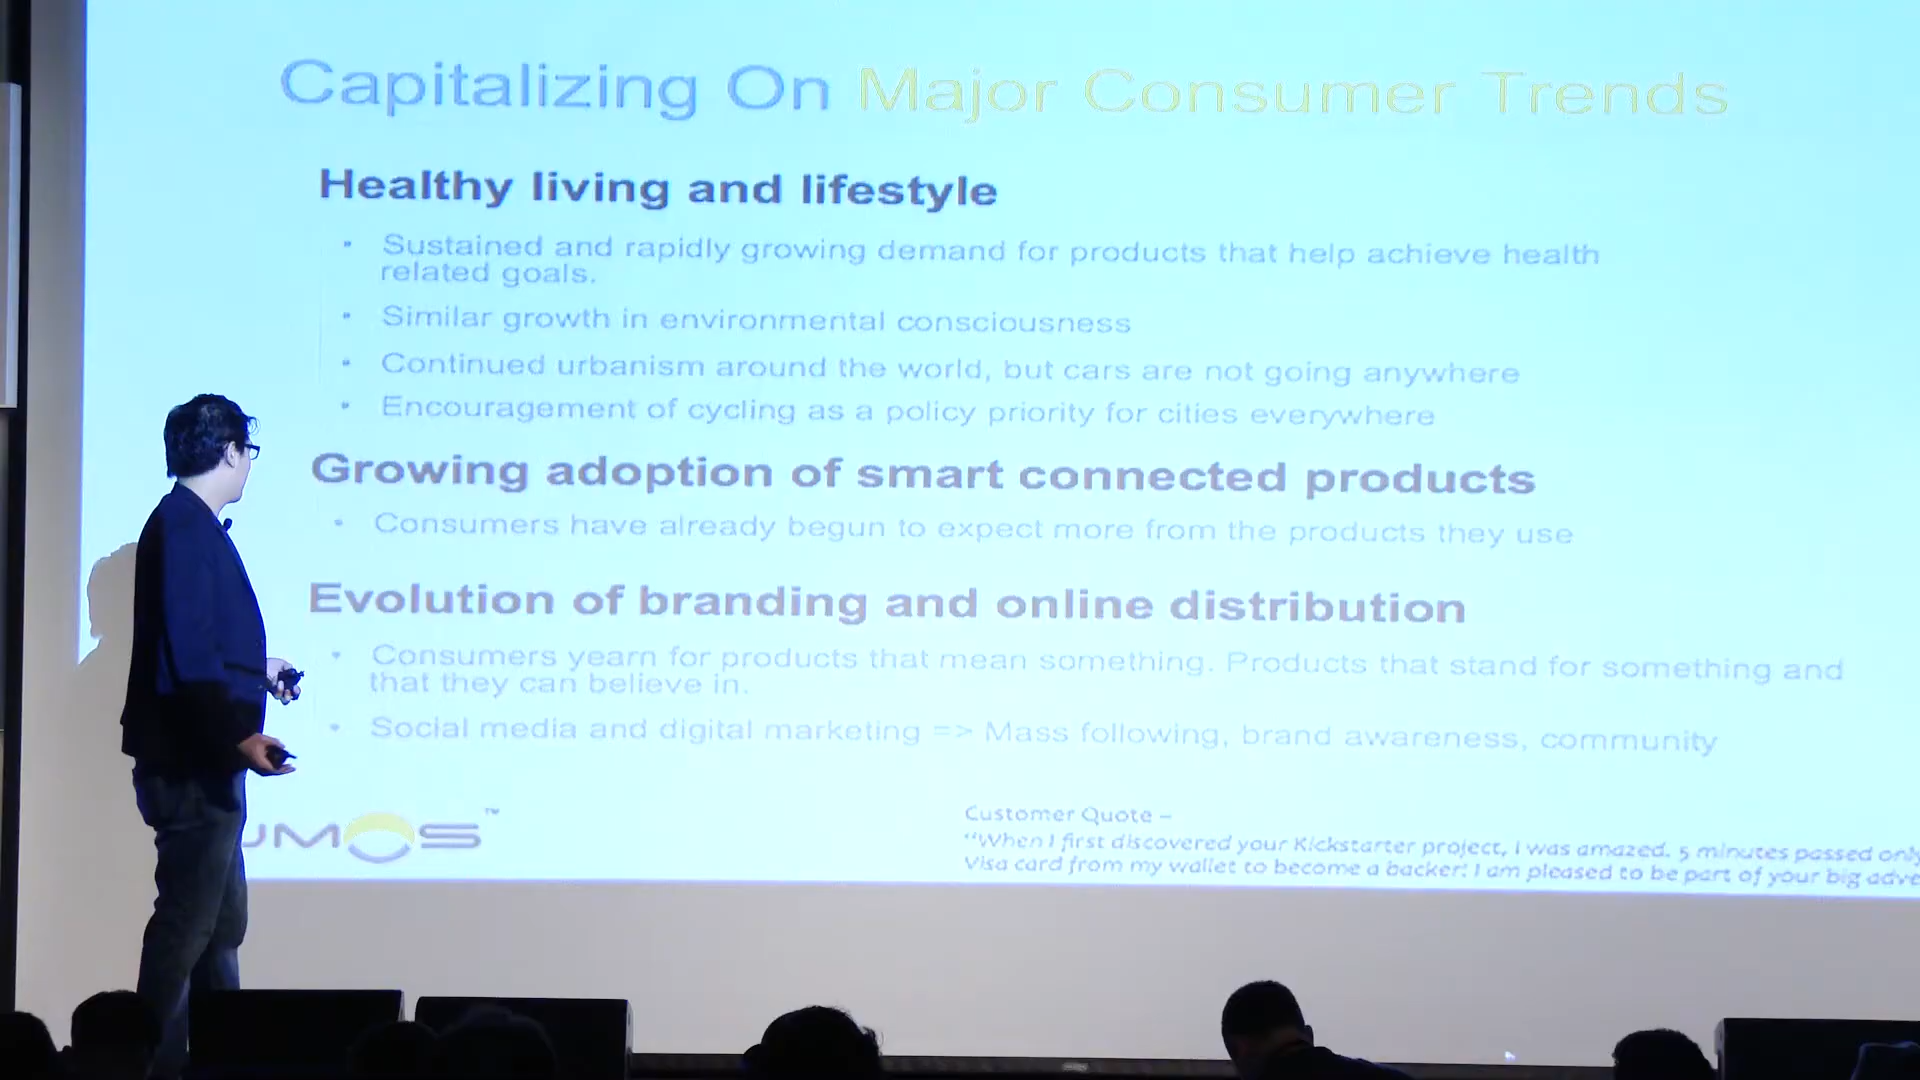 Capitalizing On Major Consumer Trends
Healthy living and lifestyle
• Sustained and rapidly growing demand for products that help achieve health
related goals.
• Similar growth in environmental consciousness
• Continued urbanism around the world, but cars are not going anywhere
• Encouragement of cycling as a policy priority for cities everywhere
Growing adoption of smart connected products
• Consumers have already begun to expect more from the products they use
Evolution of branding and online distribution
• Consumers yearn for products that mean something. Products that stand for something and
that they can believe in.
• Social media and digital marketing => Mass following, brand awareness, community
UMOS™
Customer Quote –
“When I first discovered your Kickstarter project, I was amazed. 5 minutes passed only
Visa card from my wallet to become a backer! I am pleased to be part of your big adve